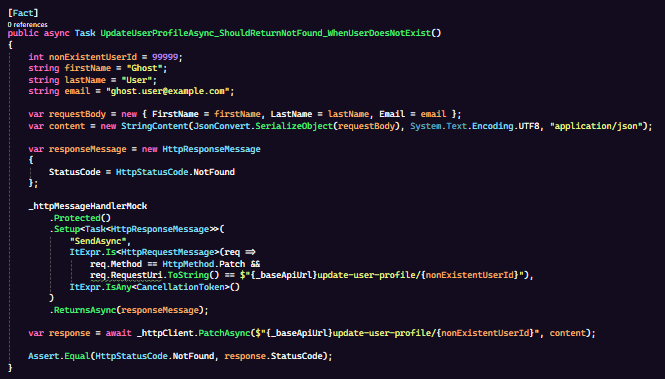 [Fact]
0 references
public async Task UpdateUserProfileAsync_ShouldReturnNotFound_WhenUserDoesNotExist()
{
int nonExistentUserId = 99999;
string firstName = "Ghost";
string lastName = "User";
string email = "ghost.user@example.com";
var requestBody = new { FirstName = firstName, LastName = lastName, Email = email };
var content = new StringContent(JsonConvert.SerializeObject(requestBody), System.Text.Encoding.UTF8, "application/json");
var responseMessage = new HttpResponseMessage
{
StatusCode = HttpStatusCode.NotFound
};
_httpMessageHandlerMock
.Protected()
.Setup<Task<HttpResponseMessage>>(
"SendAsync",
ItExpr.Is<HttpRequestMessage>(req =>
req.Method == HttpMethod.Patch &&
req.RequestUri.ToString() == $"{_baseApiUrl}update-user-profile/{nonExistentUserId}"),
ItExpr.IsAny<CancellationToken>()
)
.ReturnsAsync(responseMessage);
var response = await _httpClient.PatchAsync($"{_baseApiUrl}update-user-profile/{nonExistentUserId}", content);
Assert.Equal(HttpStatusCode.NotFound, response.StatusCode);
}